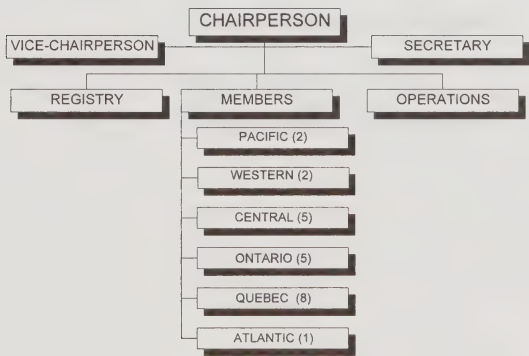 CHAIRPERSON
VICE-CHAIRPERSON
SECRETARY
REGISTRY
MEMBERS
OPERATIONS
PACIFIC (2)
WESTERN (2)
CENTRAL (5)
ONTARIO (5)
QUEBEC (8)
ATLANTIC (1)